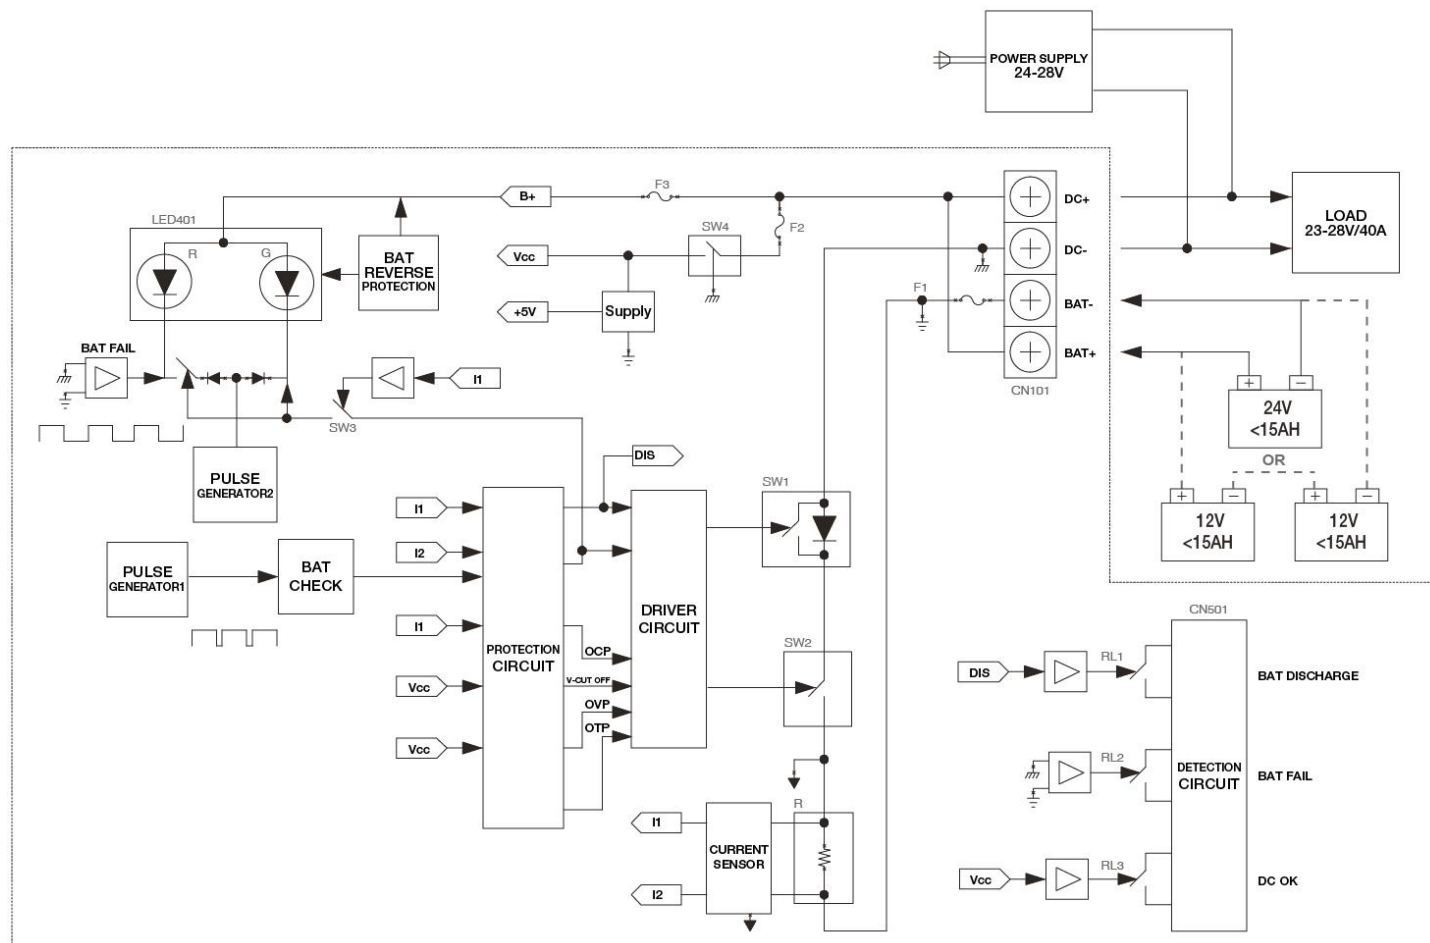 POWER SUPPLY
24-28V
F3
B+
DC+
LED401
SW4
F2
LOAD
23-28V/40A
R
G
BAT
REVERSE
PROTECTION
Vcc
DC-
F1
+5V
Supply
BAT-
BAT FAIL
BAT+
I1
CN101
+
−
24V
<15AH
SW3
OR
DIS
PULSE
GENERATOR2
SW1
I1
+
−
+
−
12V
<15AH
12V
<15AH
I2
PULSE
GENERATOR1
BAT
CHECK
DRIVER
CIRCUIT
CN501
I1
PROTECTION
CIRCUIT
OCP
SW2
DIS
RL1
BAT DISCHARGE
Vcc
V-CUT OFF
OVP
OTP
Vcc
RL2
DETECTION
CIRCUIT
BAT FAIL
R
I1
CURRENT
SENSOR
I2
Vcc
RL3
DC OK